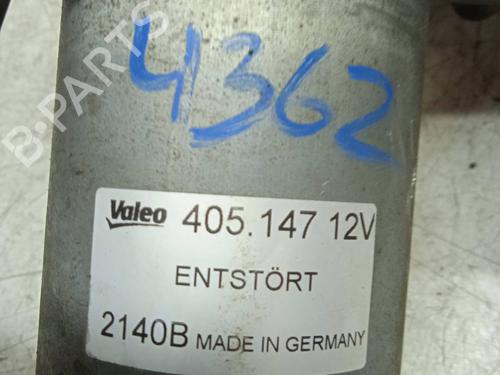 4362
B-PARTS
Valeo 405.147 12V
ENTSTÖRT
2140B MADE IN GERMANY